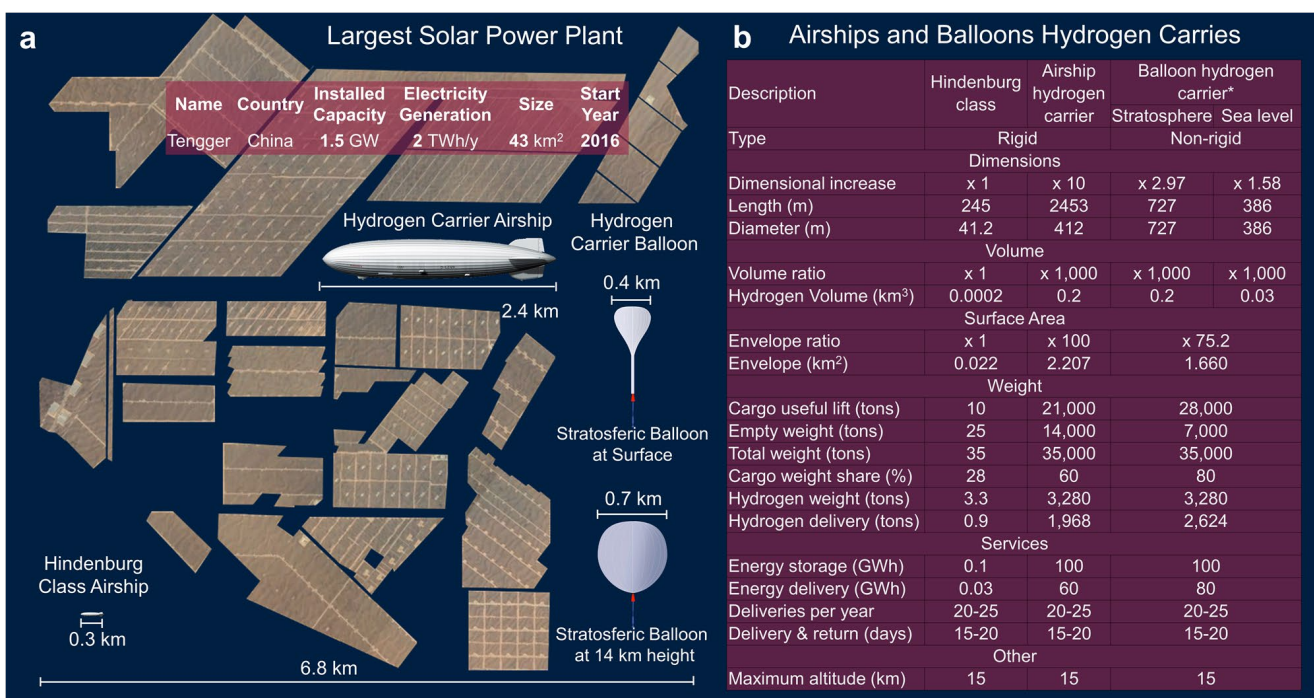 a
Largest Solar Power Plant
Name Country Installed Capacity Electricity Generation Size Start Year
Tengger China 1.5 GW 2 TWh/y 43 km² 2016
Hydrogen Carrier Airship
2.4 km
Hydrogen
Carrier Balloon
0.4 km
Stratosferic Balloon
at Surface
0.7 km
Stratosferic Balloon
at 14 km height
Hindenburg
Class Airship
0.3 km
6.8 km
b
Airships and Balloons Hydrogen Carries
Description Hindenburg class Airship hydrogen carrier Balloon hydrogen carrier*
Stratosphere Sea level
Type Rigid Non-rigid
Dimensions
Dimensional increase x 1 x 10 x 2.97 x 1.58
Length (m) 245 2453 727 386
Diameter (m) 41.2 412 727 386
Volume
Volume ratio x 1 x 1,000 x 1,000 x 1,000
Hydrogen Volume (km³) 0.0002 0.2 0.2 0.03
Surface Area
Envelope ratio x 1 x 100 x 75.2
Envelope (km²) 0.022 2.207 1.660
Weight
Cargo useful lift (tons) 10 21,000 28,000
Empty weight (tons) 25 14,000 7,000
Total weight (tons) 35 35,000 35,000
Cargo weight share (%) 28 60 80
Hydrogen weight (tons) 3.3 3,280 3,280
Hydrogen delivery (tons) 0.9 1,968 2,624
Services
Energy storage (GWh) 0.1 100 100
Energy delivery (GWh) 0.03 60 80
Deliveries per year 20-25 20-25 20-25
Delivery & return (days) 15-20 15-20 15-20
Other
Maximum altitude (km) 15 15 15